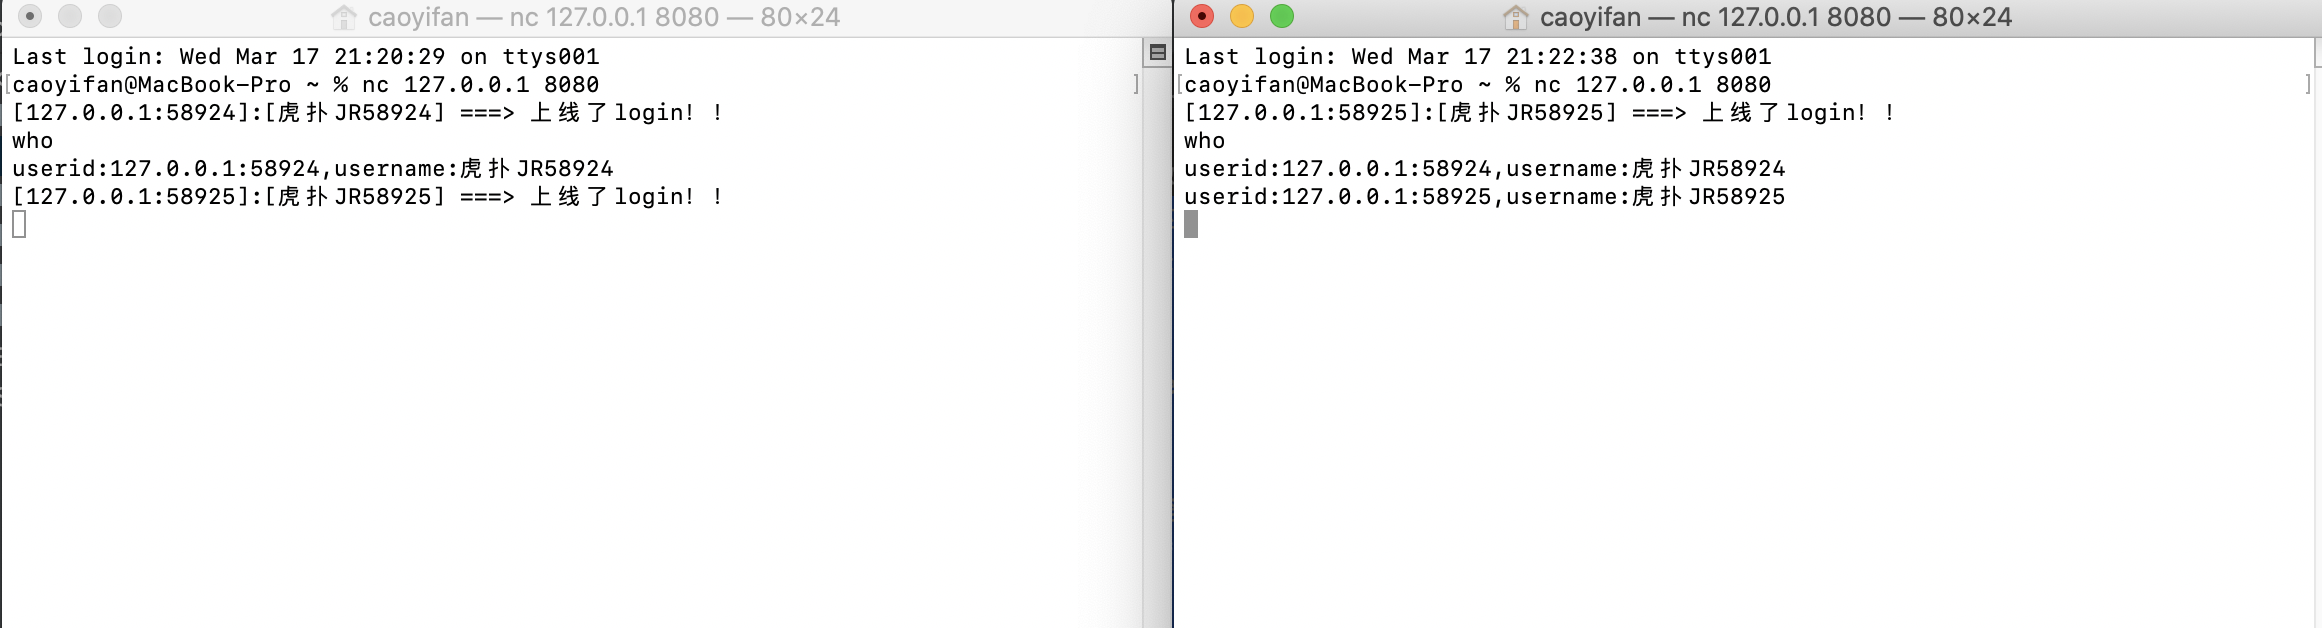 caoyifan — nc 127.0.0.1 8080 — 80×24
Last login: Wed Mar 17 21:20:29 on ttys001
[caoyifan@MacBook-Pro ~ % nc 127.0.0.1 8080 ]
[127.0.0.1:58924]:[虎扑JR58924] ===> 上线了login! !
who
userid:127.0.0.1:58924,username:虎扑JR58924
[127.0.0.1:58925]:[虎扑JR58925] ===> 上线了login! !
caoyifan — nc 127.0.0.1 8080 — 80×24
Last login: Wed Mar 17 21:22:38 on ttys001
[caoyifan@MacBook-Pro ~ % nc 127.0.0.1 8080 ]
[127.0.0.1:58925]:[虎扑JR58925] ===> 上线了login! !
who
userid:127.0.0.1:58924,username:虎扑JR58924
userid:127.0.0.1:58925,username:虎扑JR58925